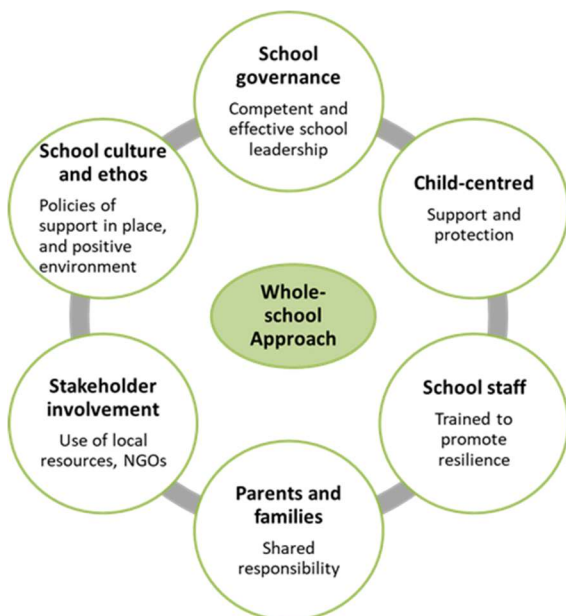 School
governance
Competent and
effective school
leadership
Child-centred
Support and
protection
School staff
Trained to
promote
resilience
Parents and
families
Shared
responsibility
Stakeholder
involvement
Use of local
resources, NGOs
School culture
and ethos
Policies of
support in place,
and positive
environment
Whole-
school
Approach